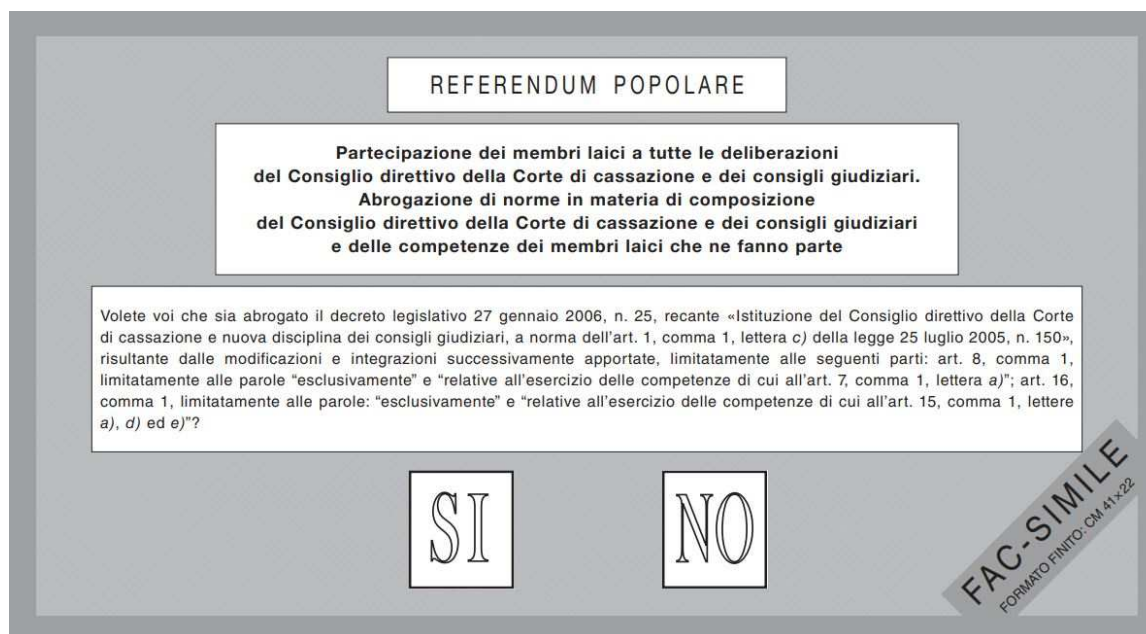 REFERENDUM POPOLARE
Partecipazione dei membri laici a tutte le deliberazioni
del Consiglio direttivo della Corte di cassazione e dei consigli giudiziari.
Abrogazione di norme in materia di composizione
del Consiglio direttivo della Corte di cassazione e dei consigli giudiziari
e delle competenze dei membri laici che ne fanno parte
Volete voi che sia abrogato il decreto legislativo 27 gennaio 2006, n. 25, recante «Istituzione del Consiglio direttivo della Corte
di cassazione e nuova disciplina dei consigli giudiziari, a norma dell'art. 1, comma 1, lettera c) della legge 25 luglio 2005, n. 150»,
risultante dalle modificazioni e integrazioni successivamente apportate, limitatamente alle seguenti parti: art. 8, comma 1,
limitatamente alle parole “esclusivamente” e “relative all'esercizio delle competenze di cui all'art. 7, comma 1, lettera a)”; art. 16,
comma 1, limitatamente alle parole: “esclusivamente” e “relative all'esercizio delle competenze di cui all'art. 15, comma 1, lettere
a), d) ed e)”?
SI
NO
FAC-SIMILE
FORMATO FINITO: CM 41×22